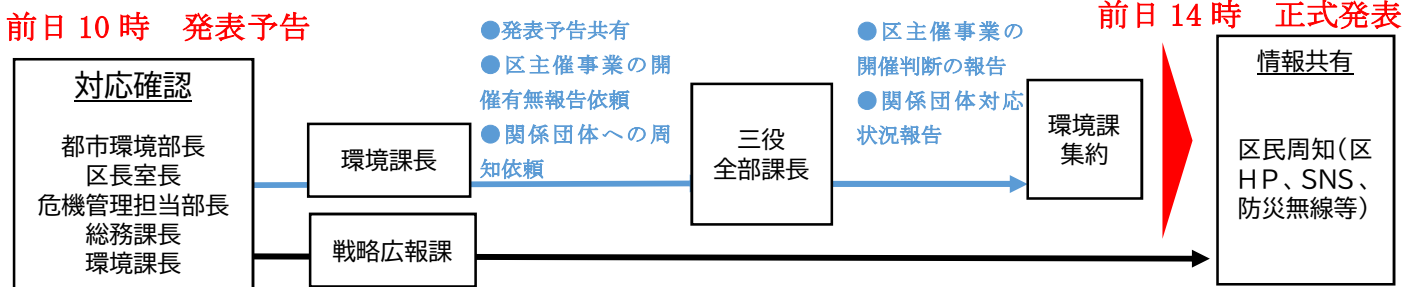 前日 10 時　発表予告
対応確認
都市環境部長
区長室長
危機管理担当部長
総務課長
環境課長
環境課長
戦略広報課
●発表予告共有
●区主催事業の開
催有無報告依頼
●関係団体への周
知依頼
三役
全部課長
●区主催事業の
開催判断の報告
●関係団体対応
状況報告
環境課
集約
前日 14 時　正式発表
情報共有
区民周知（区
ＨＰ、SNS、
防災無線等）